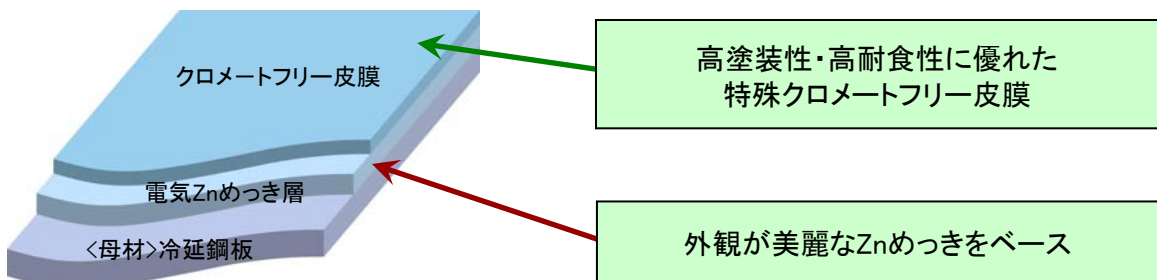 クロメートフリー皮膜
電気Znめっき層
<母材>冷延鋼板
高塗装性・高耐食性に優れた
特殊クロメートフリー皮膜
外観が美麗なZnめっきをベース